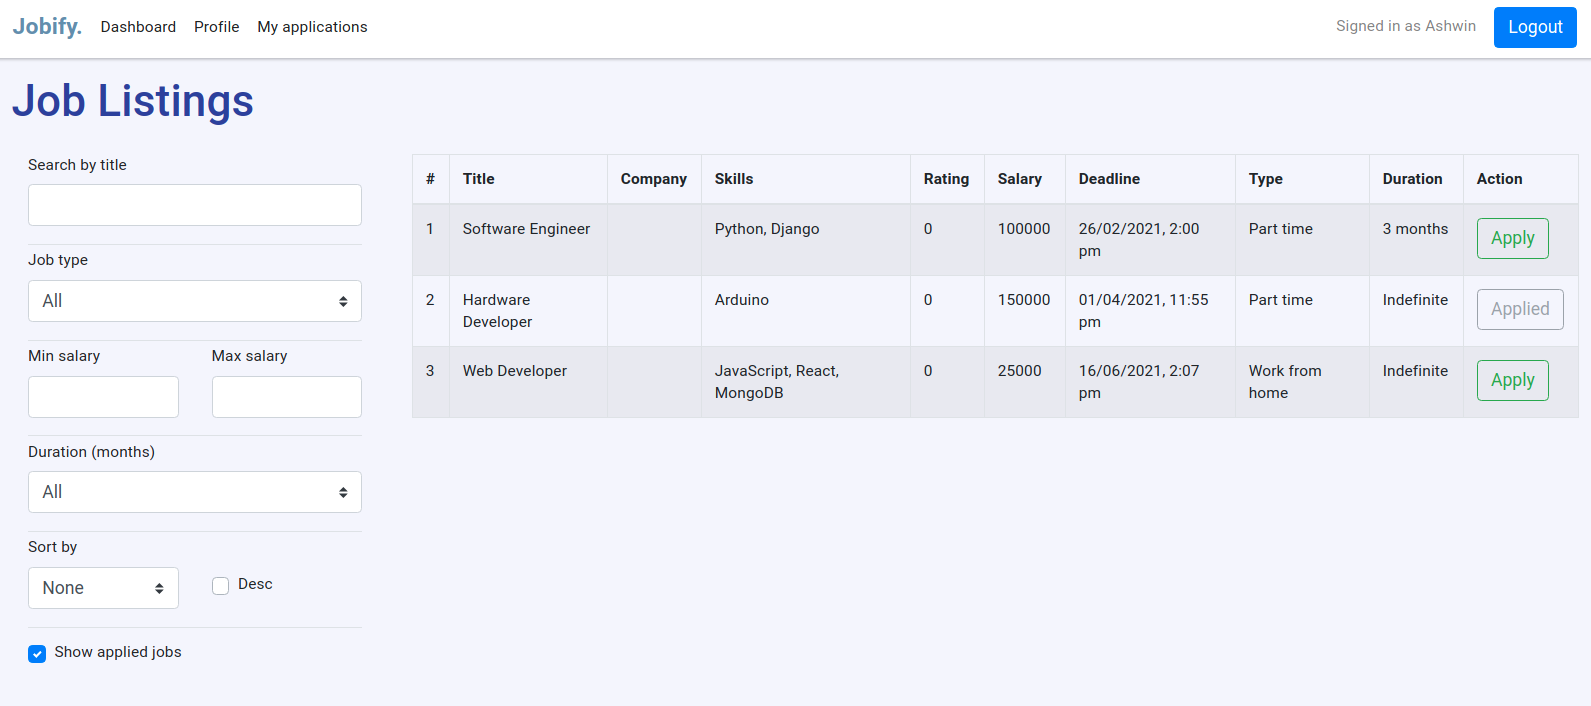 Jobify. Dashboard Profile My applications Signed in as Ashwin Logout
Job Listings
Search by title
Job type
All
Min salary Max salary
Duration (months)
All
Sort by
None Desc
Show applied jobs
# Title Company Skills Rating Salary Deadline Type Duration Action
1 Software Engineer Python, Django 0 100000 26/02/2021, 2:00 Part time 3 months Apply
pm
2 Hardware Arduino 0 150000 01/04/2021, 11:55 Part time Indefinite Applied
Developer pm
3 Web Developer JavaScript, React, 0 25000 16/06/2021, 2:07 Work from Indefinite Apply
MongoDB pm home